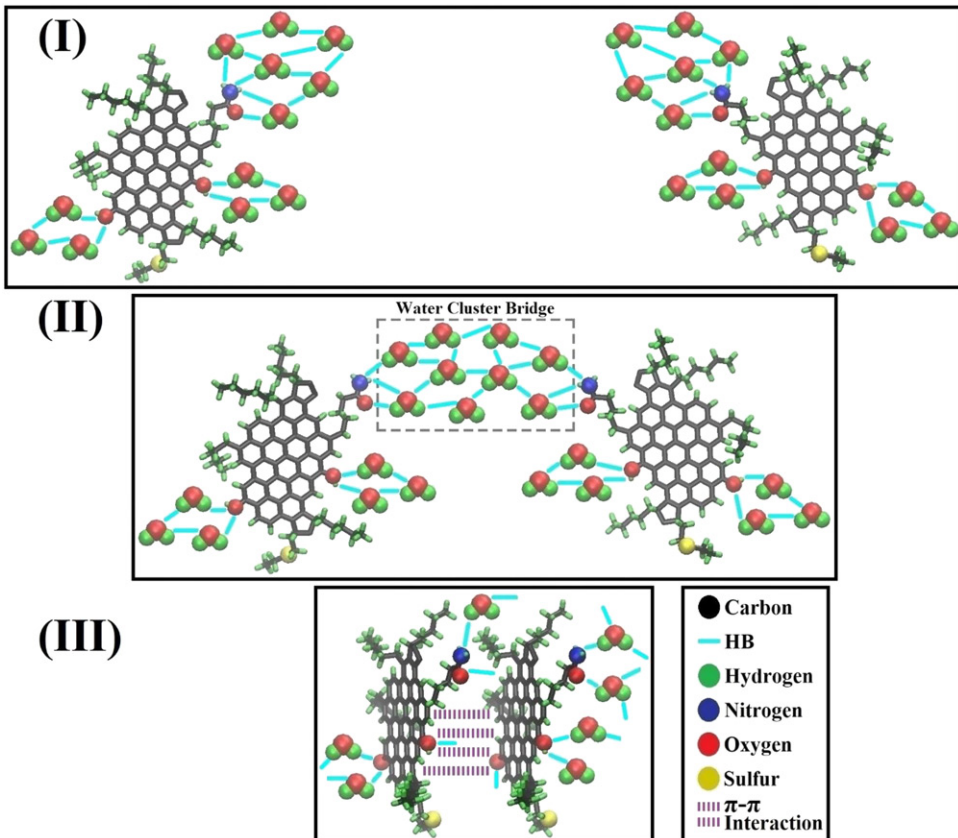 (I)
(II)
Water Cluster Bridge
(III)
Carbon
HB
Hydrogen
Nitrogen
Oxygen
Sulfur
π-π
Interaction